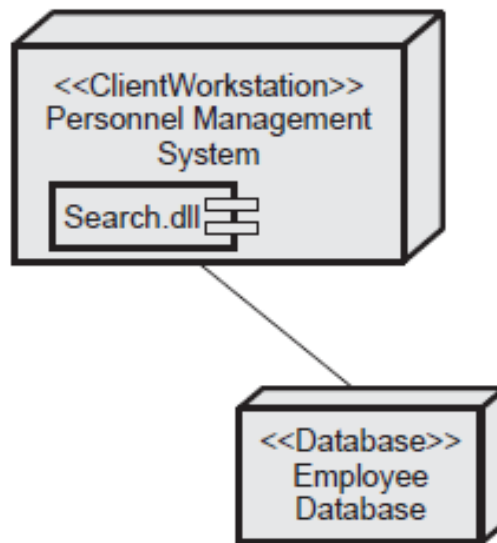 <<ClientWorkstation>>
Personnel Management
System
Search.dll
<<Database>>
Employee
Database